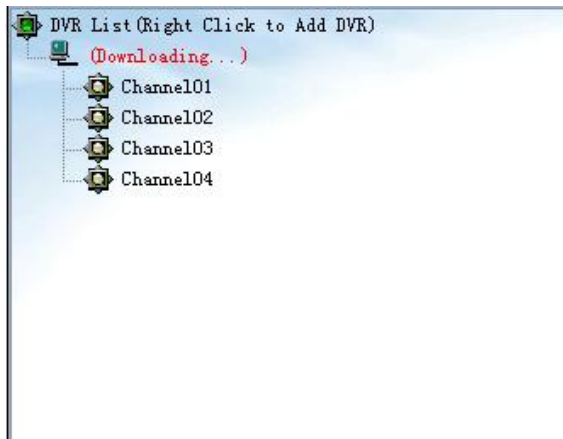 DVR List(Right Click to Add DVR)
(Downloading...)
Channel01
Channel02
Channel03
Channel04